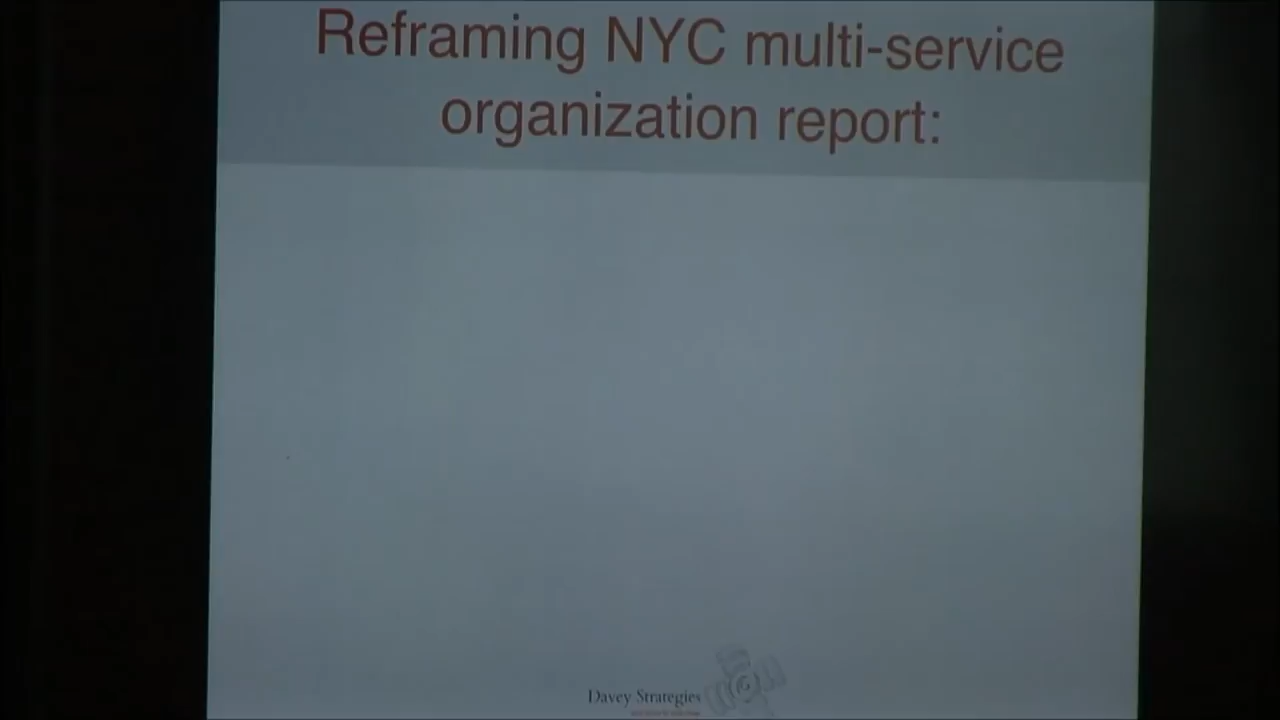 Reframing NYC multi-service
organization report:
Davey Strategies